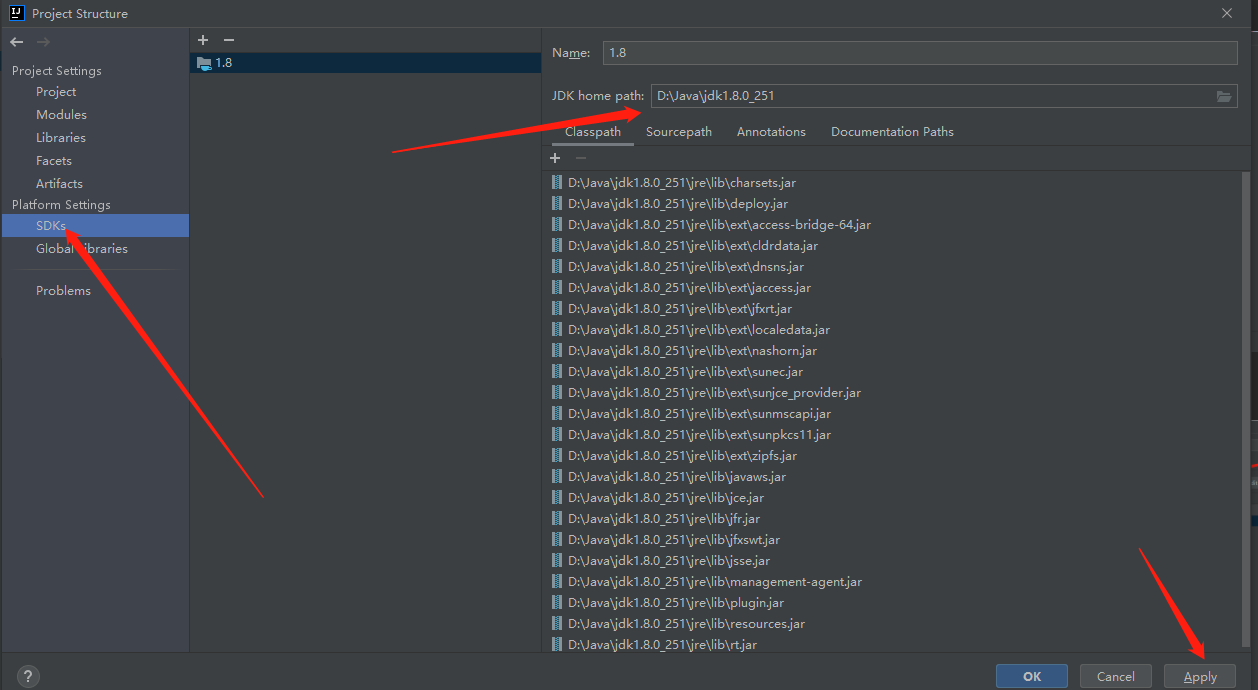 IJ
Project Structure
Project Settings
Project
Modules
Libraries
Facets
Artifacts
Platform Settings
SDKs
Global Libraries
Problems
?
1.8
Name: 1.8
JDK home path: D:\Java\jdk1.8.0_251
Classpath Sourcepath Annotations Documentation Paths
D:\Java\jdk1.8.0_251\jre\lib\charsets.jar
D:\Java\jdk1.8.0_251\jre\lib\deploy.jar
D:\Java\jdk1.8.0_251\jre\lib\ext\access-bridge-64.jar
D:\Java\jdk1.8.0_251\jre\lib\ext\cldrdata.jar
D:\Java\jdk1.8.0_251\jre\lib\ext\dnsns.jar
D:\Java\jdk1.8.0_251\jre\lib\ext\jaccess.jar
D:\Java\jdk1.8.0_251\jre\lib\ext\jfxrt.jar
D:\Java\jdk1.8.0_251\jre\lib\ext\localedata.jar
D:\Java\jdk1.8.0_251\jre\lib\ext\nashorn.jar
D:\Java\jdk1.8.0_251\jre\lib\ext\sunec.jar
D:\Java\jdk1.8.0_251\jre\lib\ext\sunjce_provider.jar
D:\Java\jdk1.8.0_251\jre\lib\ext\sunmscapi.jar
D:\Java\jdk1.8.0_251\jre\lib\ext\sunpkcs11.jar
D:\Java\jdk1.8.0_251\jre\lib\ext\zipfs.jar
D:\Java\jdk1.8.0_251\jre\lib\javaws.jar
D:\Java\jdk1.8.0_251\jre\lib\jce.jar
D:\Java\jdk1.8.0_251\jre\lib\jfr.jar
D:\Java\jdk1.8.0_251\jre\lib\jfxswt.jar
D:\Java\jdk1.8.0_251\jre\lib\jsse.jar
D:\Java\jdk1.8.0_251\jre\lib\management-agent.jar
D:\Java\jdk1.8.0_251\jre\lib\plugin.jar
D:\Java\jdk1.8.0_251\jre\lib\resources.jar
D:\Java\jdk1.8.0_251\jre\lib\rt.jar
OK Cancel Apply